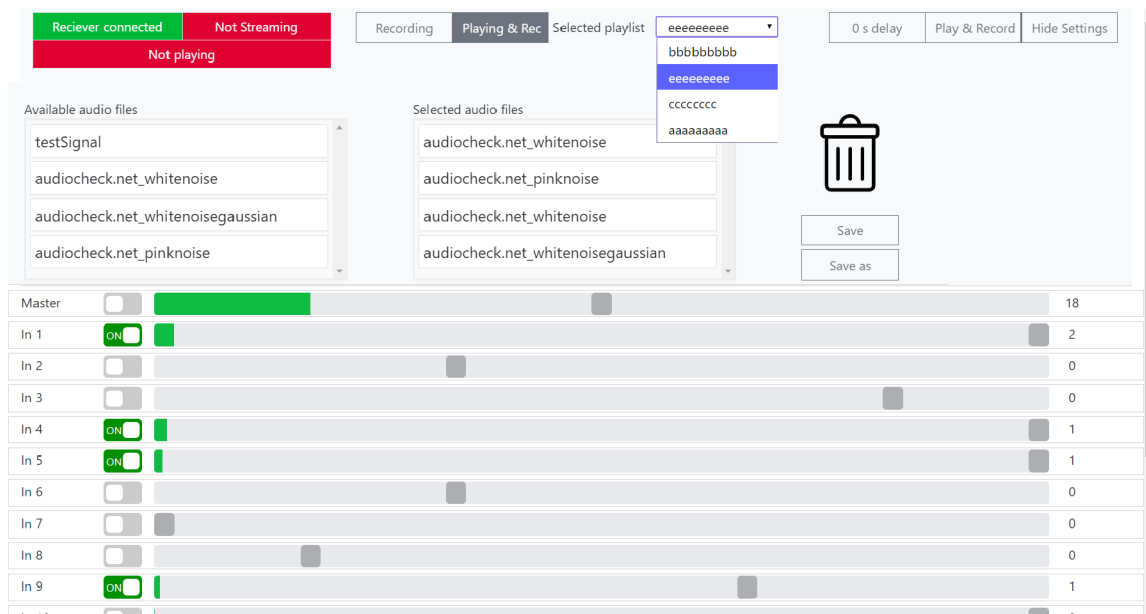 Reciever connected Not Streaming Recording Playing & Rec Selected playlist eeeeeeeee 0 s delay Play & Record Hide Settings
Not playing
bbbbbbbbb
eeeeeeeee
cccccccc
aaaaaaaaa
Available audio files
testSignal
audiocheck.net_whitenoise
audiocheck.net_whitenoisegaussian
audiocheck.net_pinknoise
Selected audio files
audiocheck.net_whitenoise
audiocheck.net_pinknoise
audiocheck.net_whitenoise
audiocheck.net_whitenoisegaussian
Save
Save as
Master 18
In 1 ON 2
In 2 0
In 3 0
In 4 ON 1
In 5 ON 1
In 6 0
In 7 0
In 8 0
In 9 ON 1